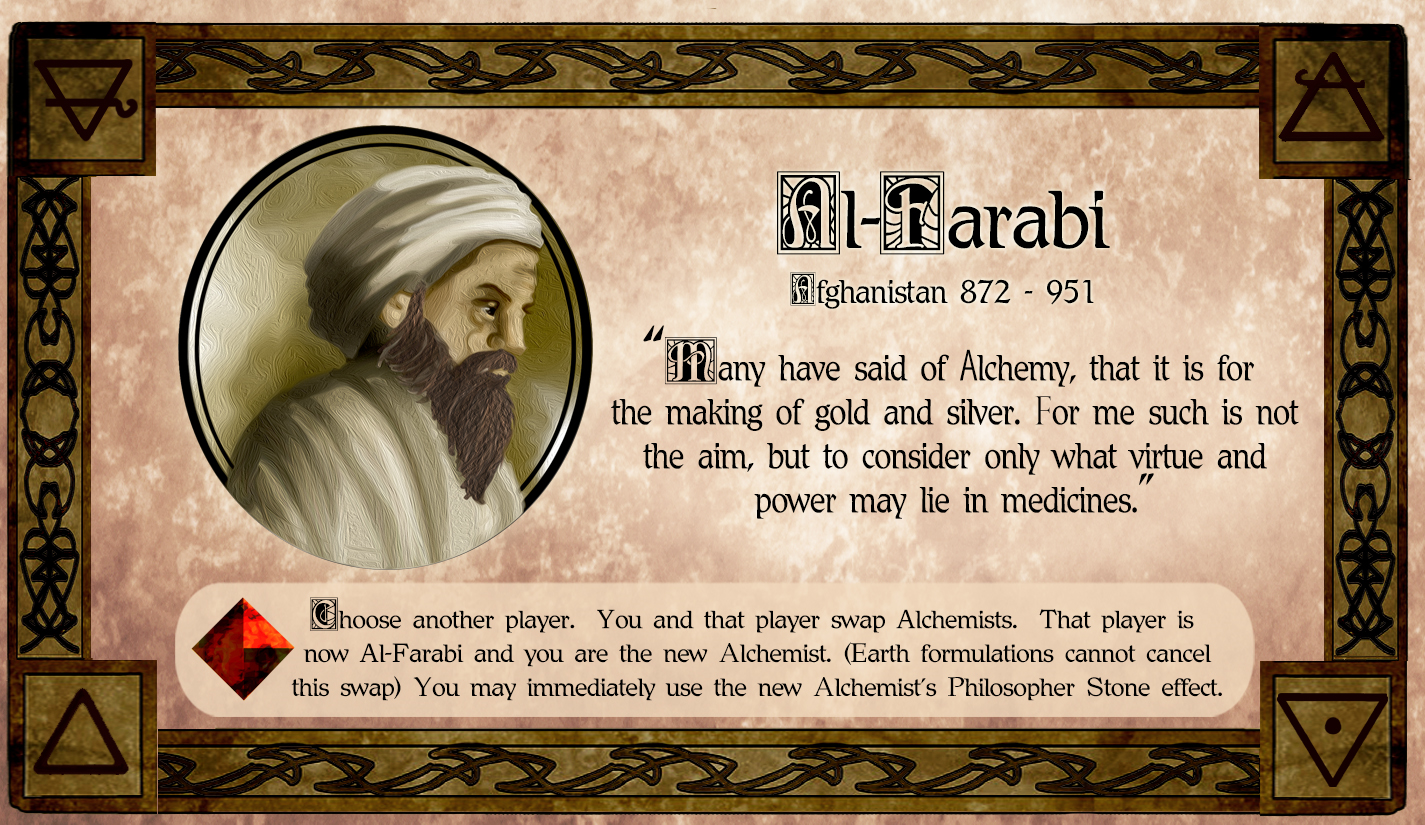 Al-Farabi
Afghanistan 872 - 951
"Many have said of Alchemy, that it is for
the making of gold and silver. For me such is not
the aim, but to consider only what virtue and
power may lie in medicines."
Choose another player. You and that player swap Alchemists. That player is
now Al-Farabi and you are the new Alchemist. (Earth formulations cannot cancel
this swap) You may immediately use the new Alchemist's Philosopher Stone effect.